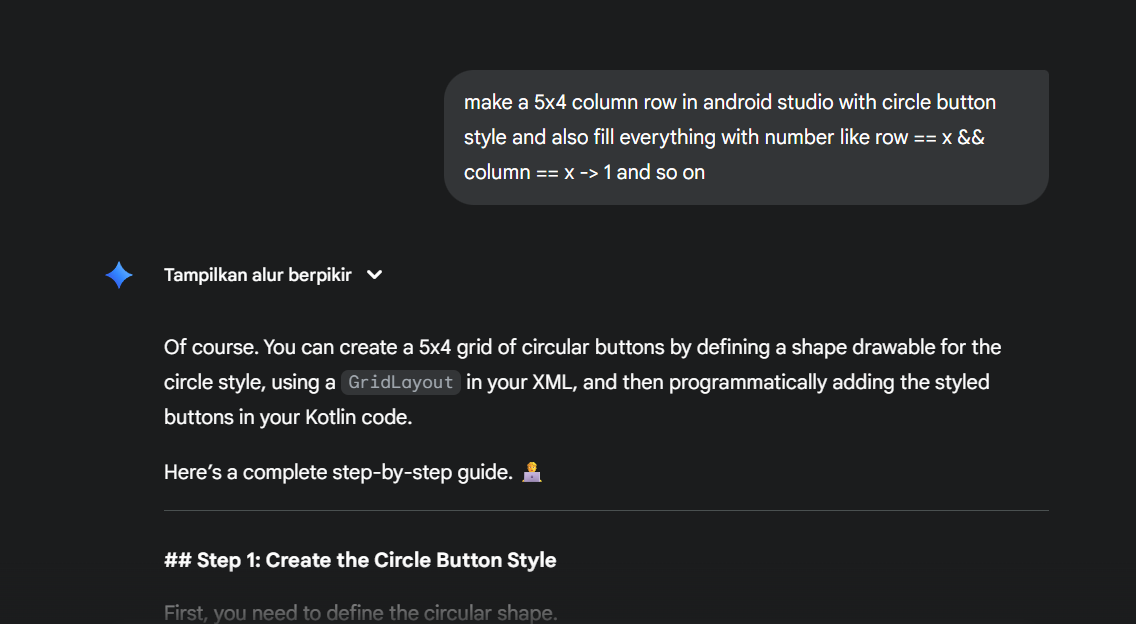 make a 5x4 column row in android studio with circle button
style and also fill everything with number like row == x &&
column == x -> 1 and so on
Tampilkan alur berpikir
Of course. You can create a 5x4 grid of circular buttons by defining a shape drawable for the
circle style, using a GridLayout in your XML, and then programmatically adding the styled
buttons in your Kotlin code.
Here's a complete step-by-step guide. 🧑‍💻
## Step 1: Create the Circle Button Style
First, you need to define the circular shape.